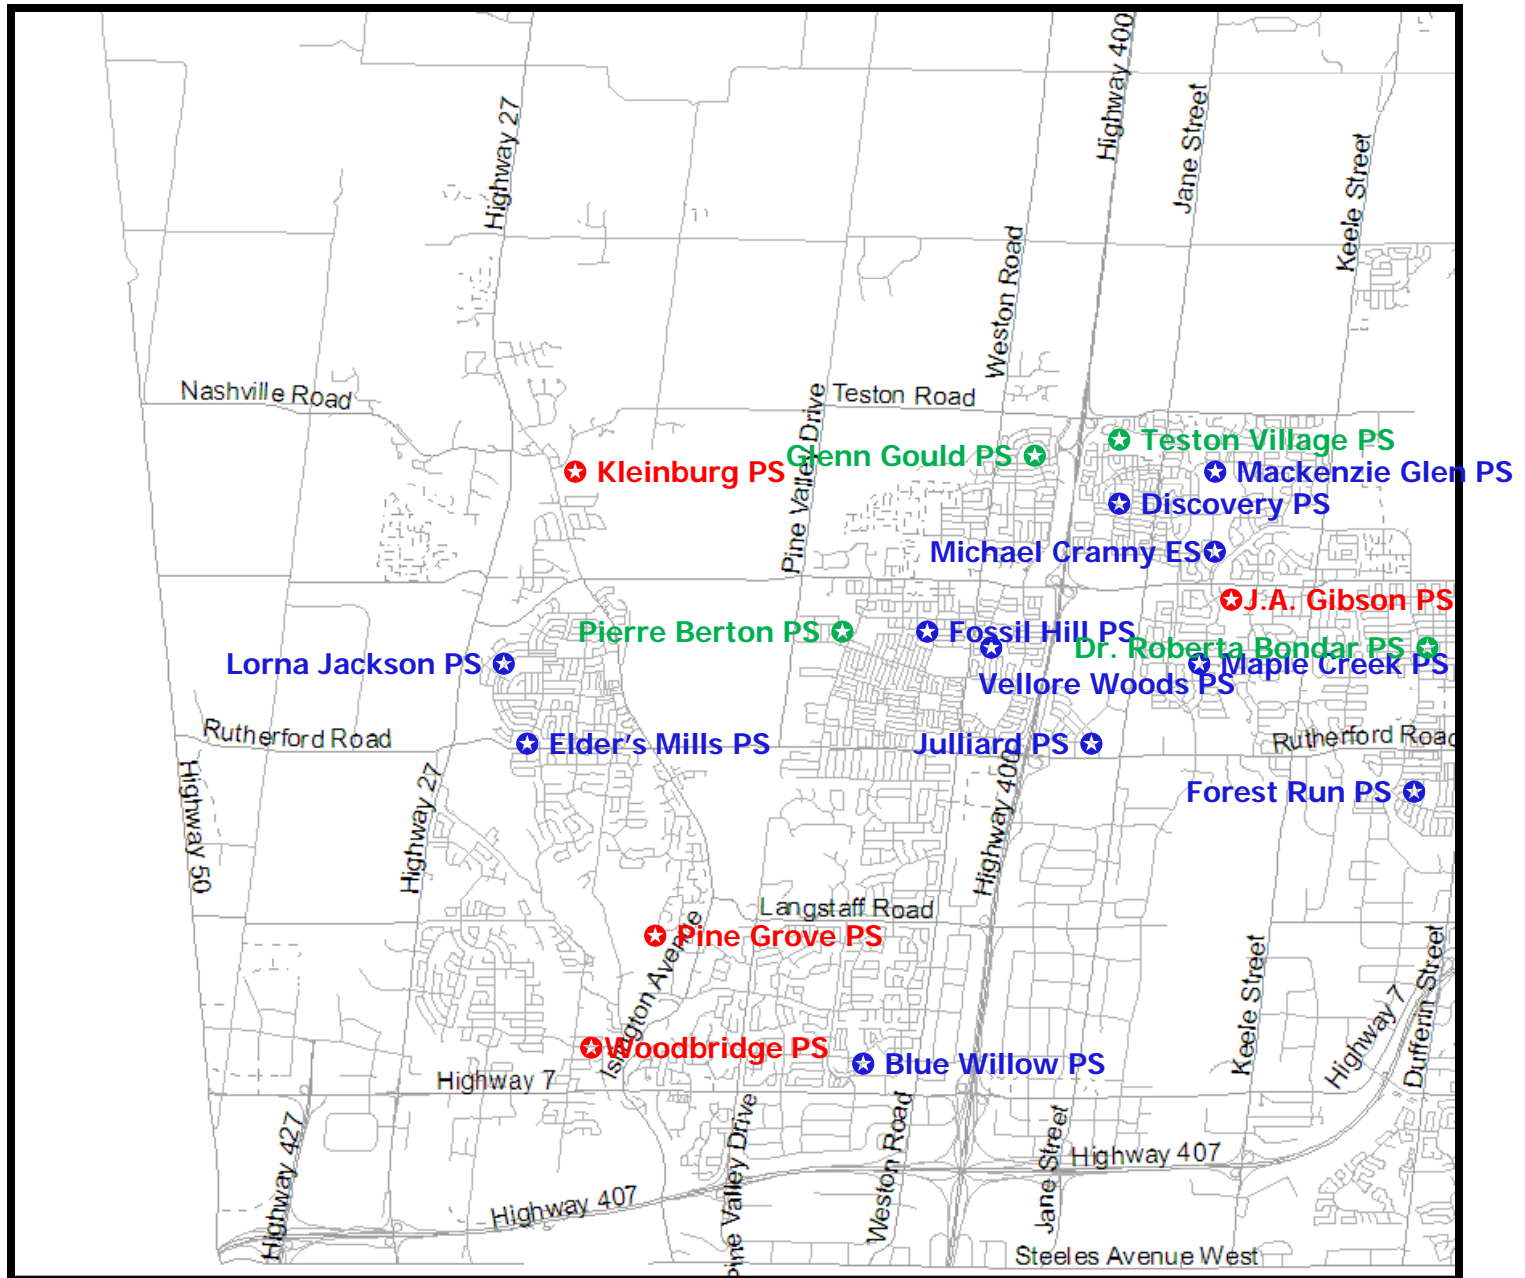 Highway 400
Highway 27
Jane Street
Keele Street
Weston Road
Nashville Road
Pine Valley Drive
Teston Road
Glenn Gould PS
Teston Village PS
Kleinburg PS
Mackenzie Glen PS
Discovery PS
Michael Cranny ES
J.A. Gibson PS
Pierre Berton PS
Fossil Hill PS
Dr. Roberta Bondar PS
Lorna Jackson PS
Maple Creek PS
Vellore Woods PS
Rutherford Road
Elder's Mills PS
Julliard PS
Rutherford Road
Highway 50
Highway 27
Highway 400
Forest Run PS
Langstaff Road
Pine Grove PS
Islington Avenue
Keele Street
Highway 7
Dufferin Street
Woodbridge PS
Blue Willow PS
Highway 7
Highway 427
Pine Valley Drive
Weston Road
Jane Street
Highway 407
Highway 407
Steeles Avenue West